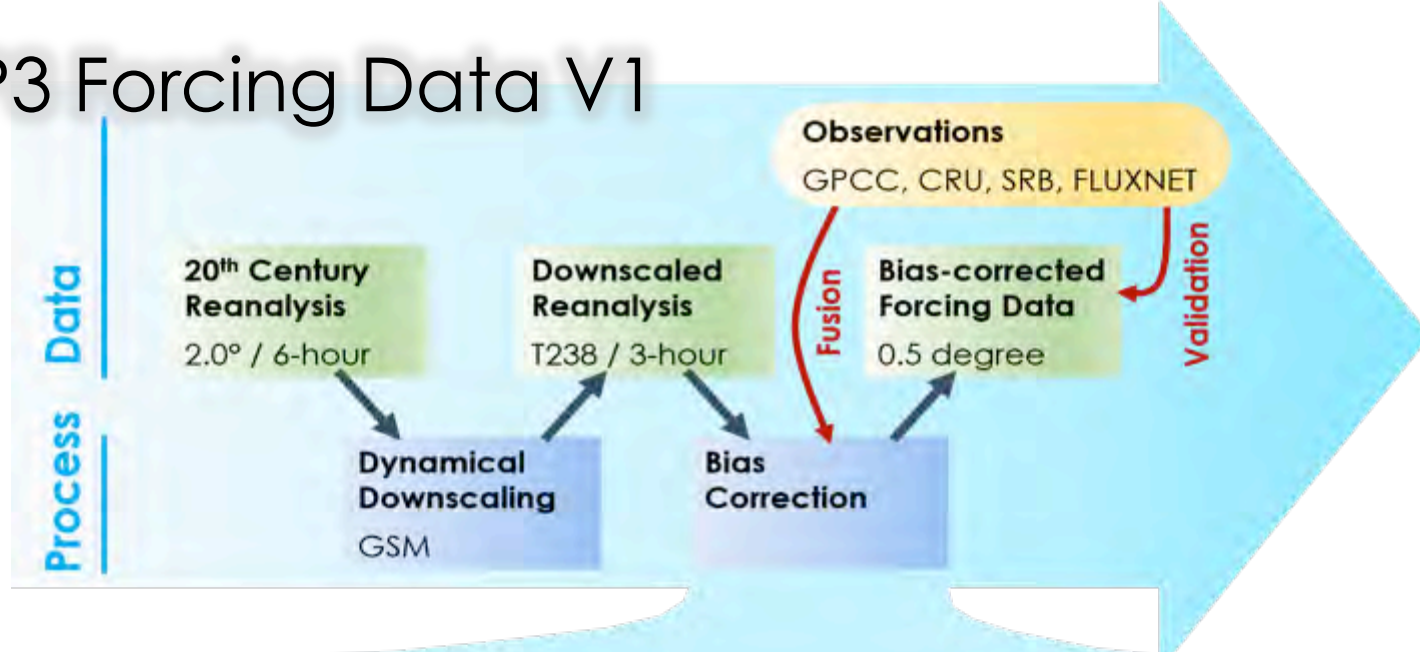 P3 Forcing Data V1
Observations
GPCC, CRU, SRB, FLUXNET
Data
20th Century
Reanalysis
2.0° / 6-hour
Downscaled
Reanalysis
T238 / 3-hour
Fusion
Bias-corrected
Forcing Data
0.5 degree
Validation
Process
Dynamical
Downscaling
GSM
Bias
Correction